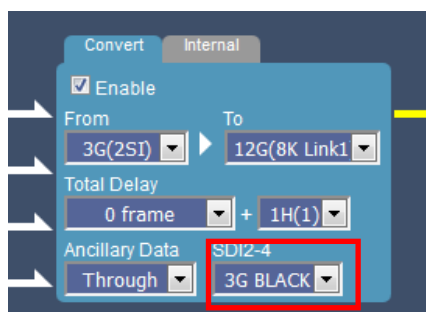 Convert Internal
Enable
From To
3G(2SI) 12G(8K Link1
Total Delay
0 frame + 1H(1)
Ancillary Data SDI2-4
Through 3G BLACK